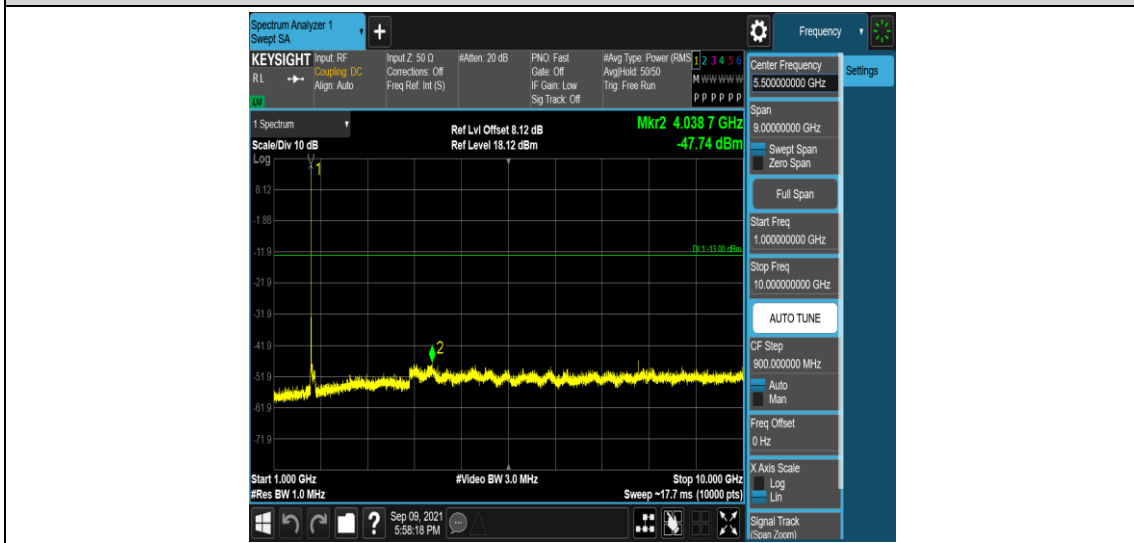 Spectrum Analyzer 1
Swept SA
Frequency
KEYSIGHT
RL
LXI
Input: RF
Coupling: DC
Align: Auto
Input Z: 50 Ω
Corrections: Off
Freq Ref: Int (S)
#Atten: 20 dB
PNO: Fast
Gate: Off
IF Gain: Low
Sig Track: Off
#Avg Type: Power (RMS
Avg|Hold: 50/50
Trig: Free Run
1 2 3 4 5 6
M W W W W W
P P P P P P
1 Spectrum
Scale/Div 10 dB
Ref Lvl Offset 8.12 dB
Ref Level 18.12 dBm
Mkr2 4.038 7 GHz
-47.74 dBm
Log
1
8.12
-1.88
-11.9
DL1 -13.00 dBm
-21.9
-31.9
-41.9
2
-51.9
-61.9
-71.9
Start 1.000 GHz
#Video BW 3.0 MHz
Stop 10.000 GHz
#Res BW 1.0 MHz
Sweep ~17.7 ms (10000 pts)
Sep 09, 2021
5:58:18 PM
Center Frequency
5.500000000 GHz
Settings
Span
9.00000000 GHz
Swept Span
Zero Span
Full Span
Start Freq
1.000000000 GHz
Stop Freq
10.000000000 GHz
AUTO TUNE
CF Step
900.000000 MHz
Auto
Man
Freq Offset
0 Hz
X Axis Scale
Log
Lin
Signal Track
(Span Zoom)